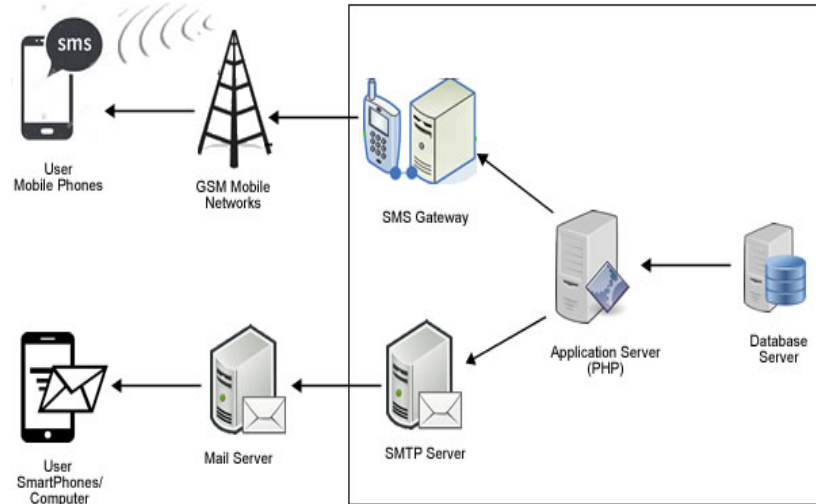 sms
User
Mobile Phones
GSM Mobile
Networks
SMS Gateway
Application Server
(PHP)
Database
Server
User
SmartPhones/
Computer
Mail Server
SMTP Server